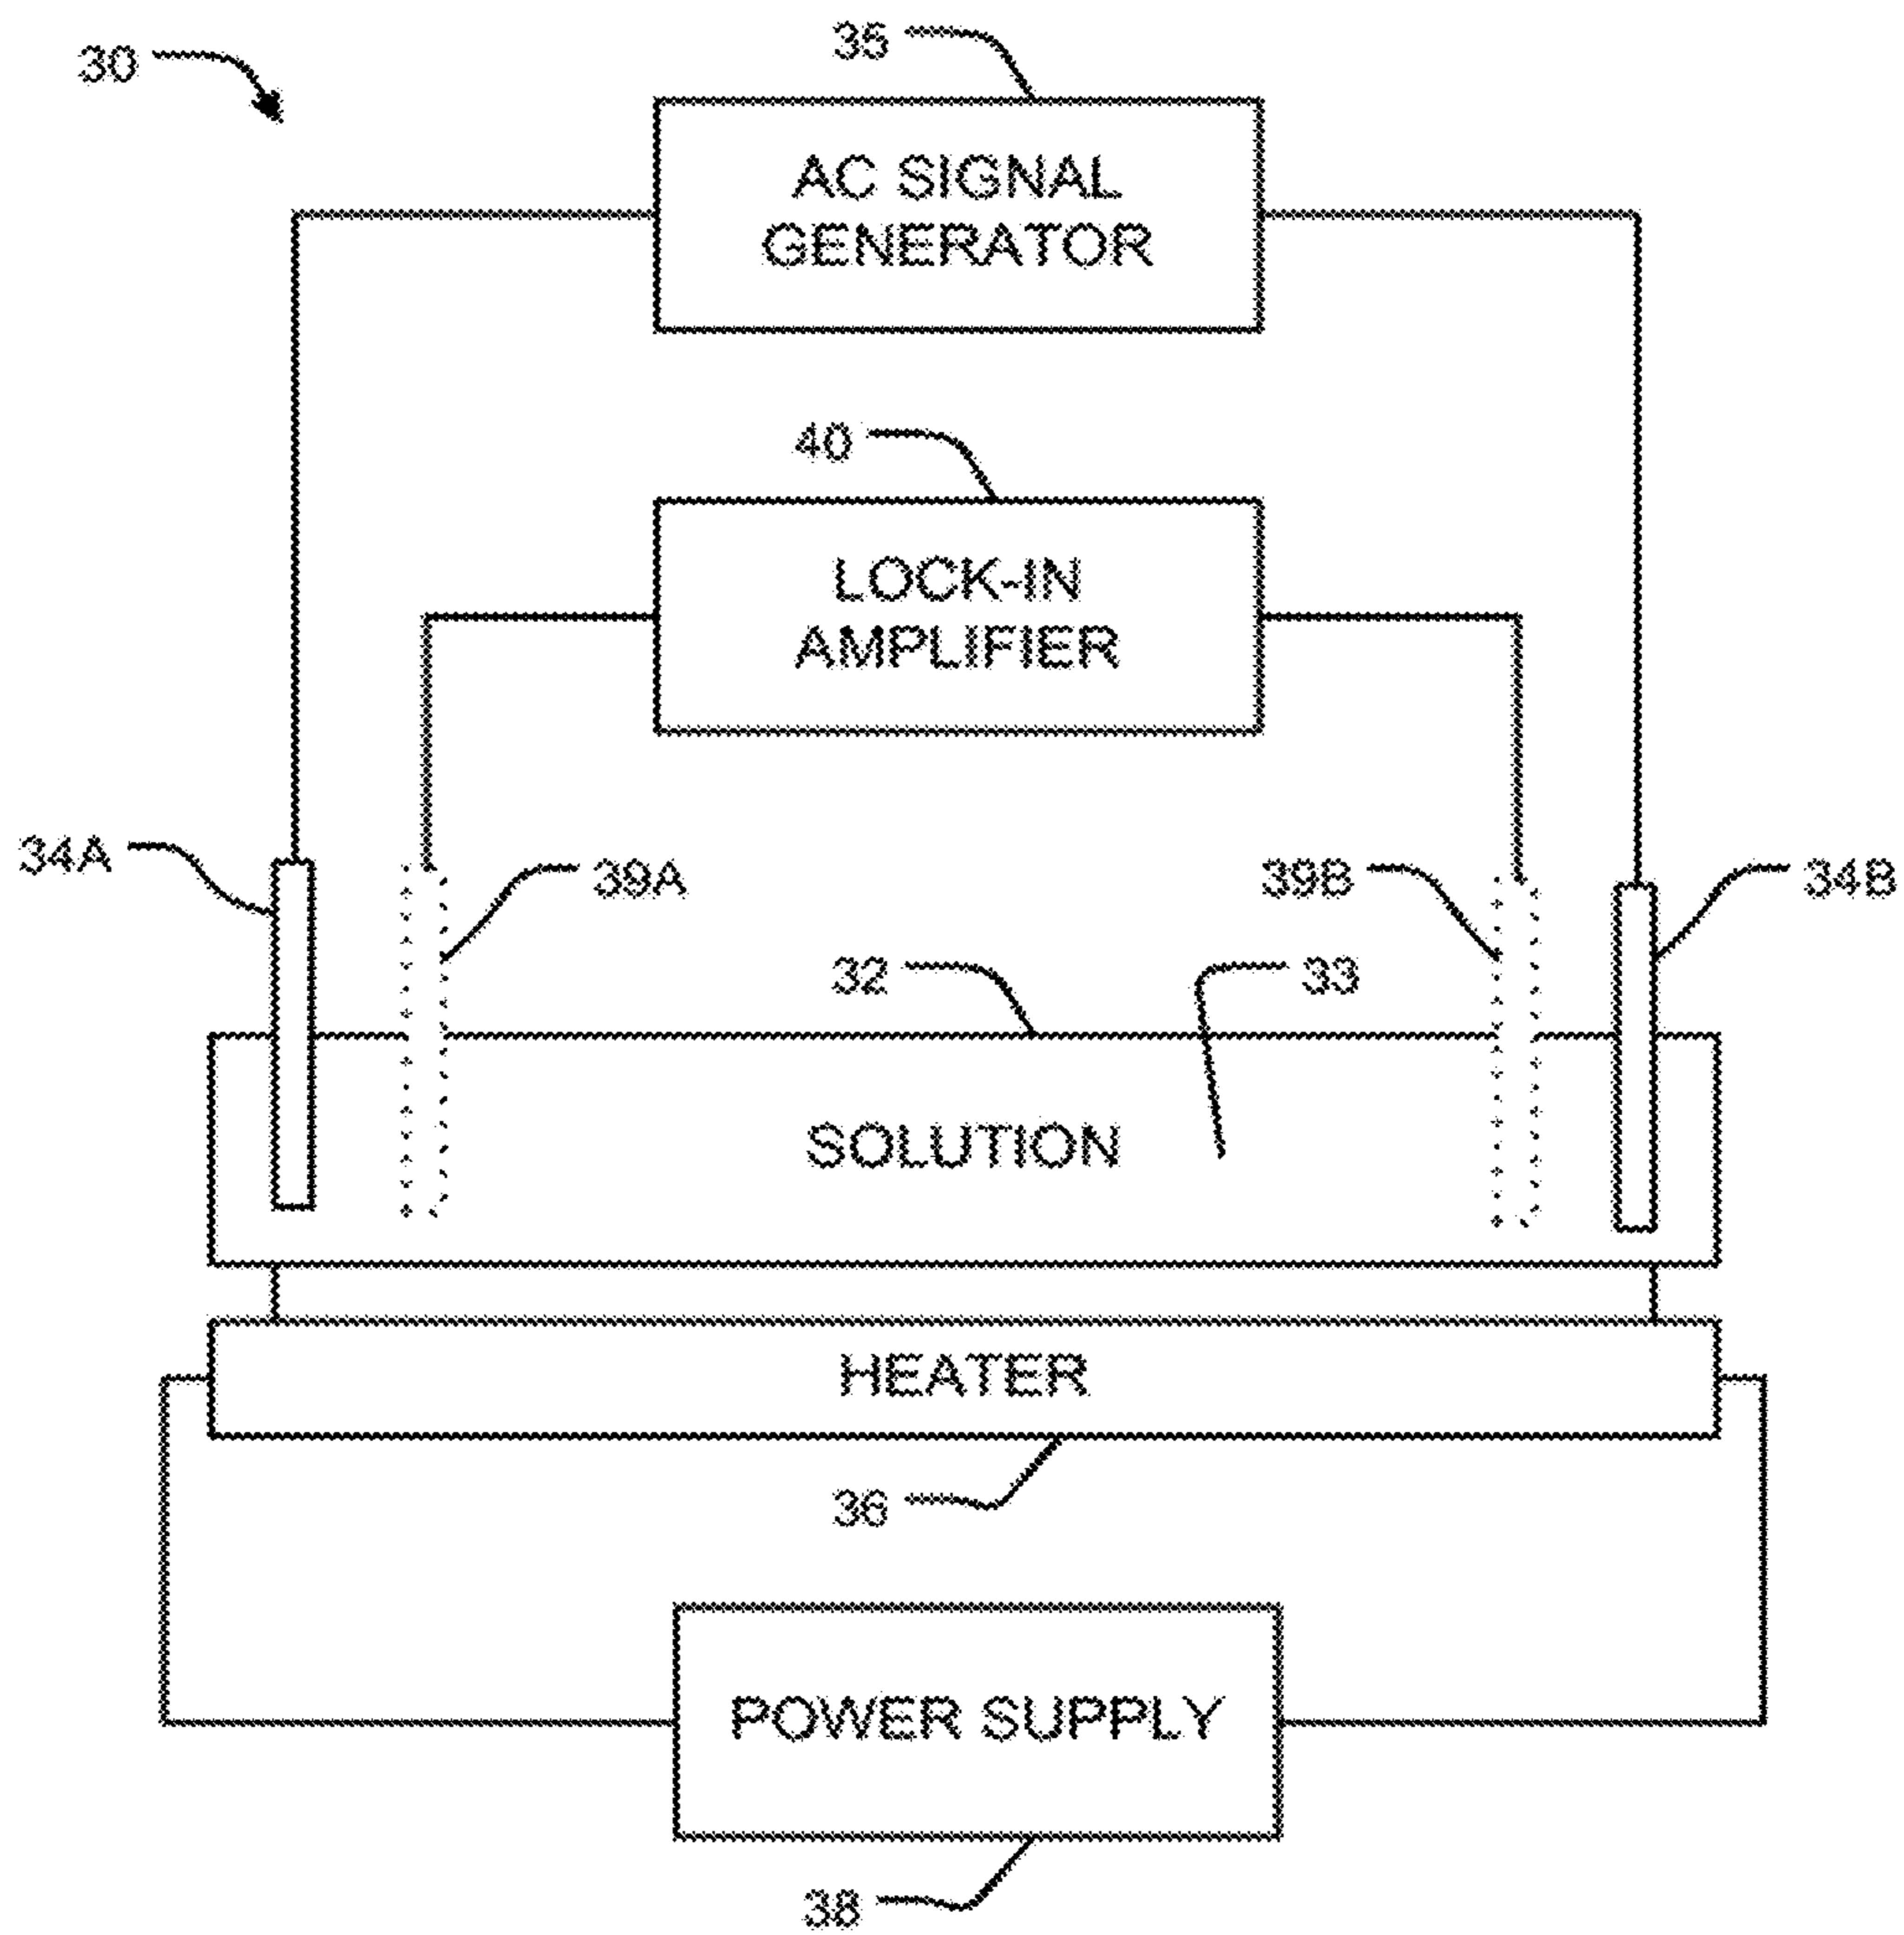 30
35
AC SIGNAL
GENERATOR
40
LOCK-IN
AMPLIFIER
34A
39A
39B
34B
32
33
SOLUTION
HEATER
36
POWER SUPPLY
38